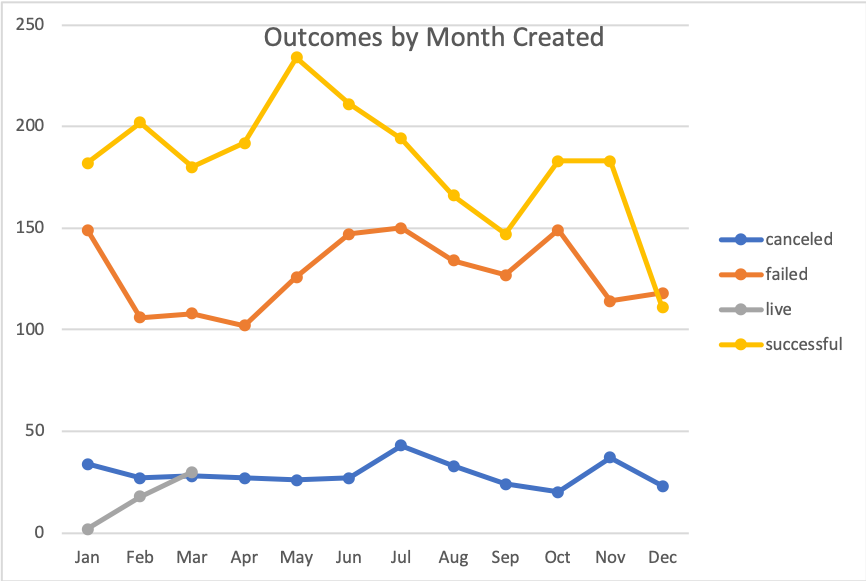 Outcomes by Month Created
250
200
150
100
50
0
Jan Feb Mar Apr May Jun Jul Aug Sep Oct Nov Dec
canceled
failed
live
successful